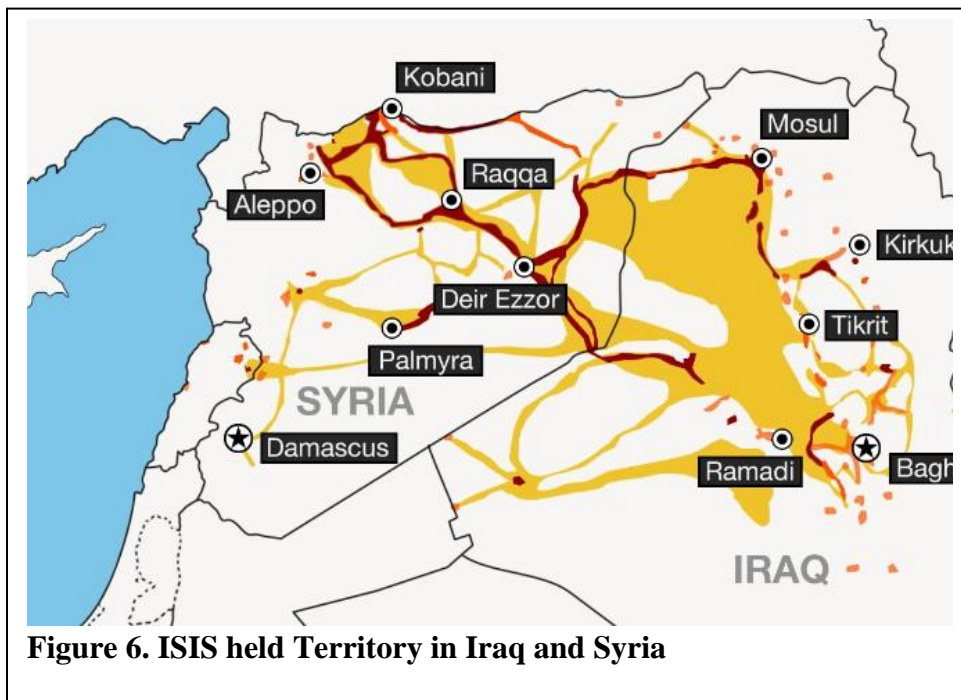 Kobani
Mosul
Raqqa
Aleppo
Kirkuk
Deir Ezzor
Tikrit
Palmyra
SYRIA
Damascus
Ramadi
Bagh
IRAQ
Figure 6. ISIS held Territory in Iraq and Syria